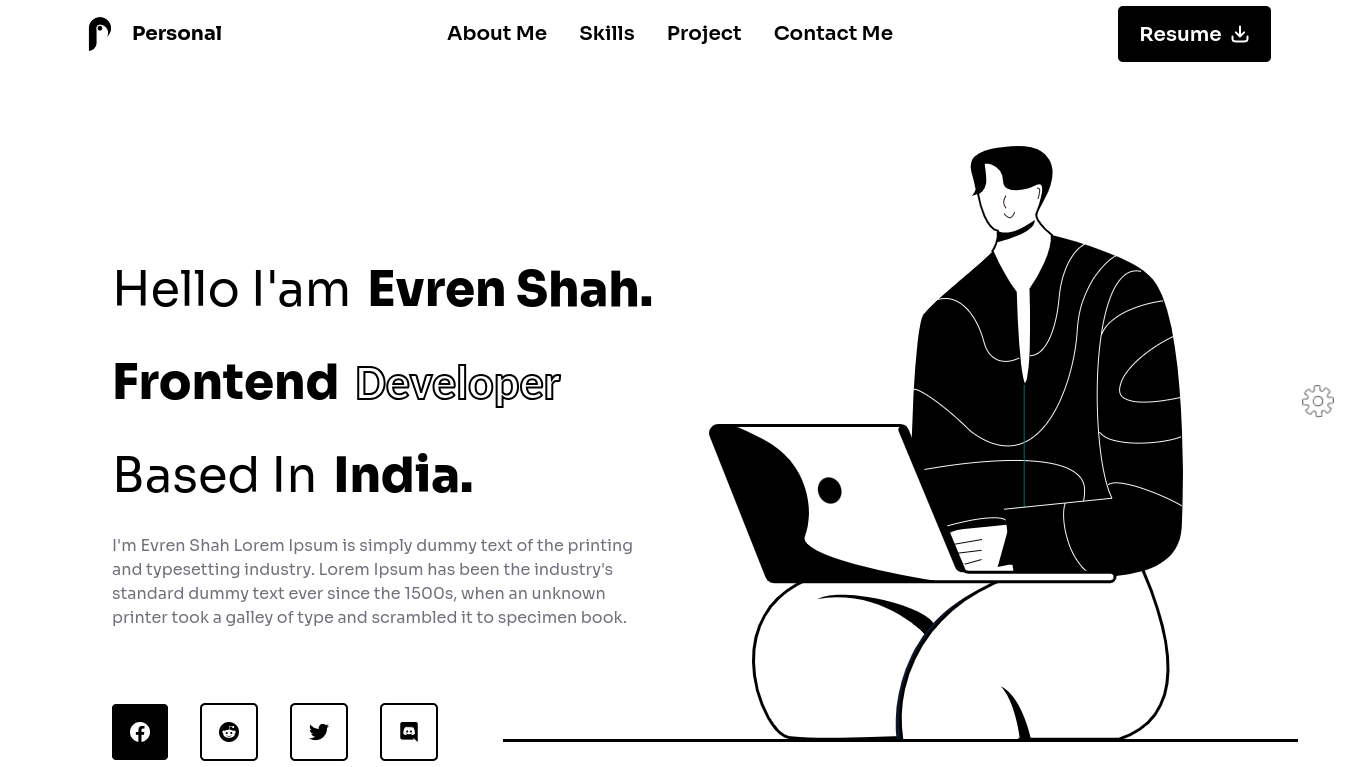 Personal
About Me
Skills
Project
Contact Me
Resume
Hello I'am Evren Shah.
Frontend Developer
Based In India.
I'm Evren Shah Lorem Ipsum is simply dummy text of the printing
and typesetting industry. Lorem Ipsum has been the industry's
standard dummy text ever since the 1500s, when an unknown
printer took a galley of type and scrambled it to specimen book.